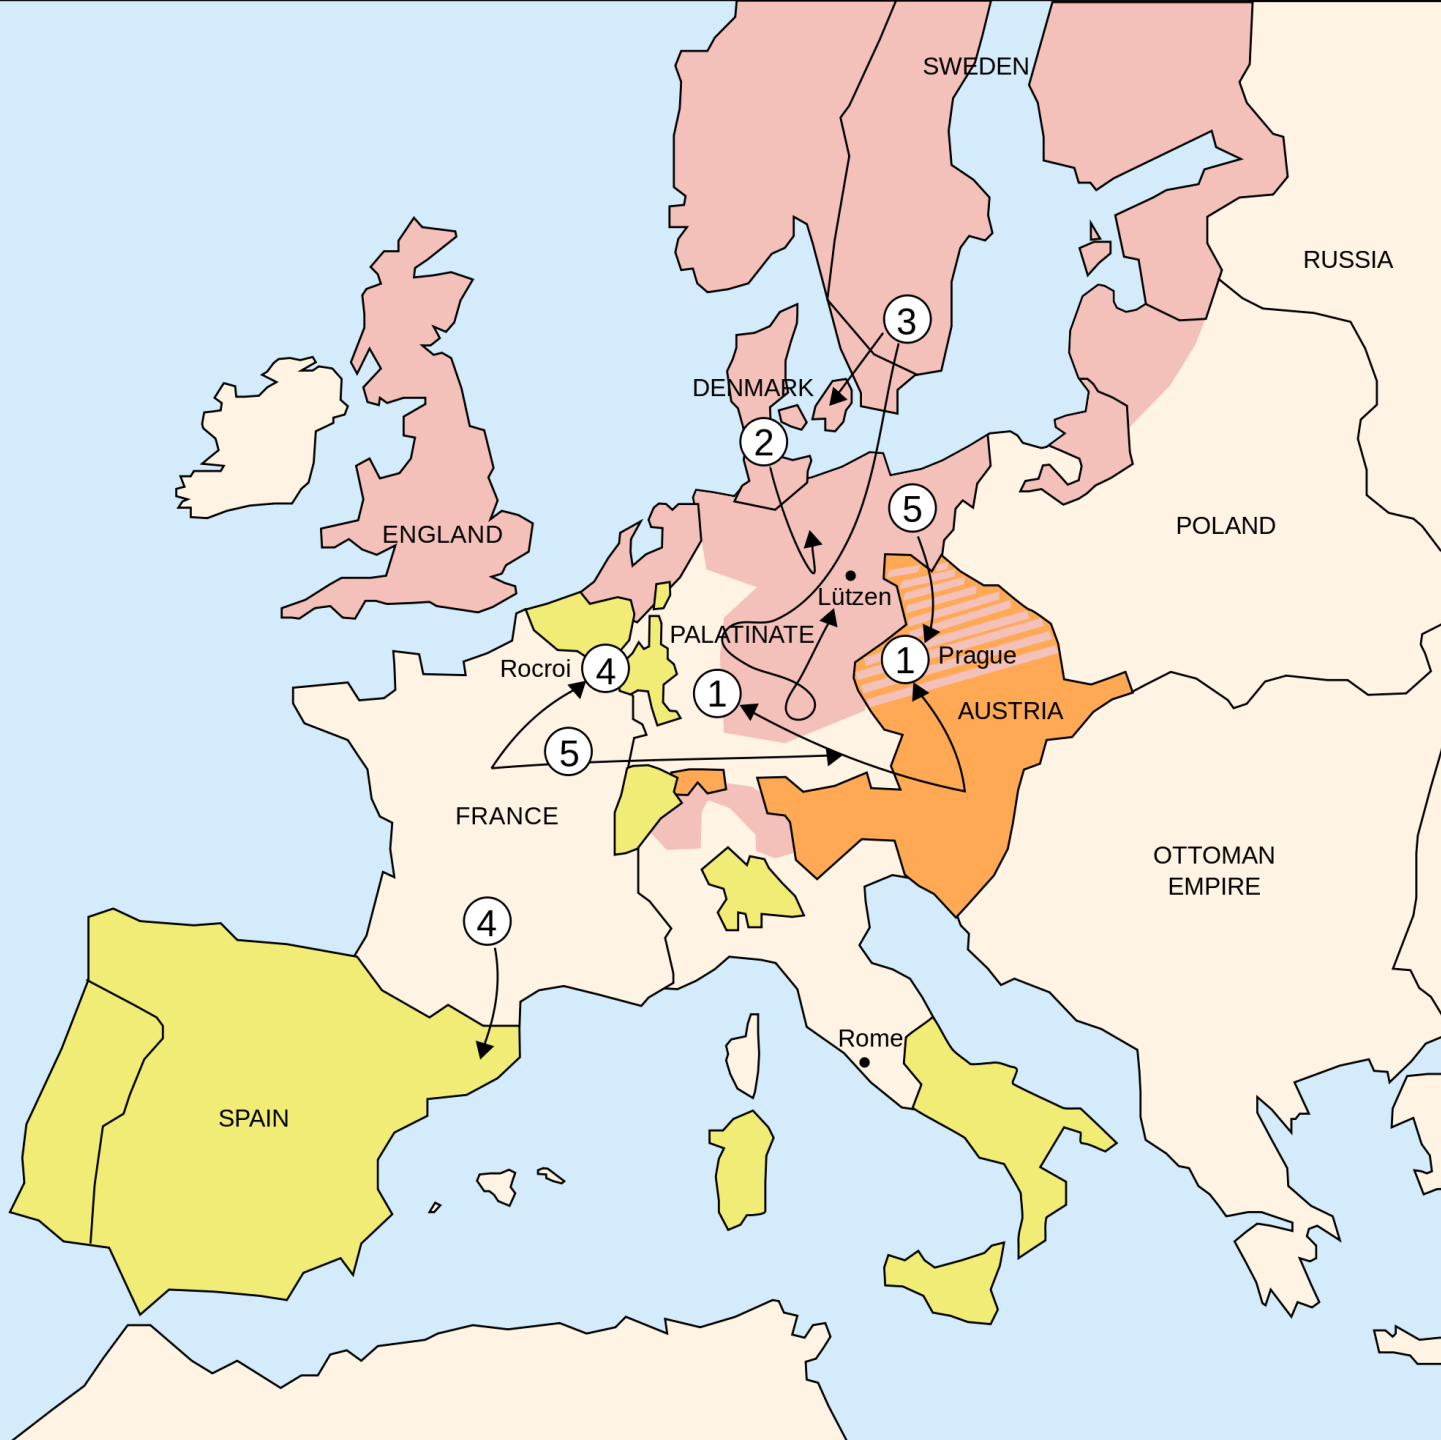 SWEDEN
RUSSIA
3
DENMARK
2
5
POLAND
ENGLAND
Lützen
PALATINATE
Rocroi
4
1
Prague
1
AUSTRIA
5
FRANCE
OTTOMAN
EMPIRE
4
Rome
SPAIN